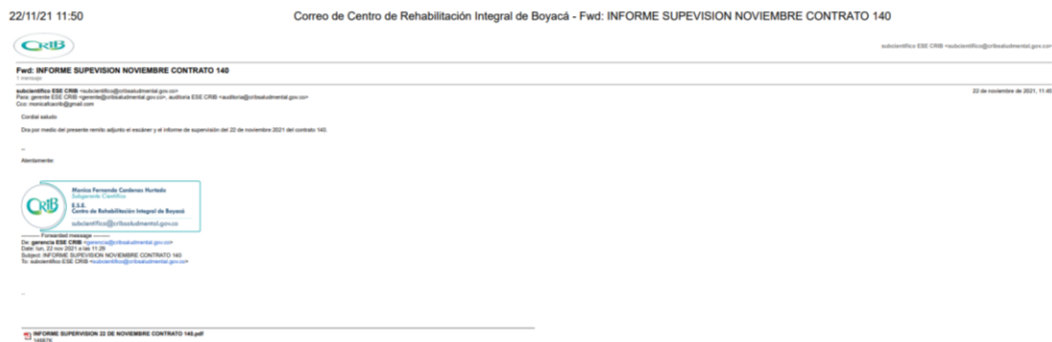 22/11/21 11:50
Correo de Centro de Rehabilitación Integral de Boyacá - Fwd: INFORME SUPEVISION NOVIEMBRE CONTRATO 140
CRIB
subcientifico ESE CRIB <subcientifico@cribsaludmental.gov.co>
Fwd: INFORME SUPEVISION NOVIEMBRE CONTRATO 140
1 mensaje
subcientifico ESE CRIB <subcientifico@cribsaludmental.gov.co>
22 de noviembre de 2021, 11:45
Para: gerente ESE CRIB <gerente@cribsaludmental.gov.co>, auditoria ESE CRIB <auditoria@cribsaludmental.gov.co>
Cco: monicafcacrib@gmail.com
Cordial saludo
Dra por medio del presente remito adjunto el escáner y el informe de supervisión del 22 de noviembre 2021 del contrato 140.
--
Atentamente:
CRIB
Monica Fernanda Cardenas Hurtado
Subgerente Científica
E.S.E.
Centro de Rehabilitación Integral de Boyacá
subcientifico@cribsaludmental.gov.co
---------- Forwarded message ---------
De: gerencia ESE CRIB <gerencia@cribsaludmental.gov.co>
Date: lun, 22 nov 2021 a las 11:26
Subject: INFORME SUPEVISION NOVIEMBRE CONTRATO 140
To: subcientifico ESE CRIB <subcientifico@cribsaludmental.gov.co>
--
INFORME SUPERVISION 22 DE NOVIEMBRE CONTRATO 140.pdf